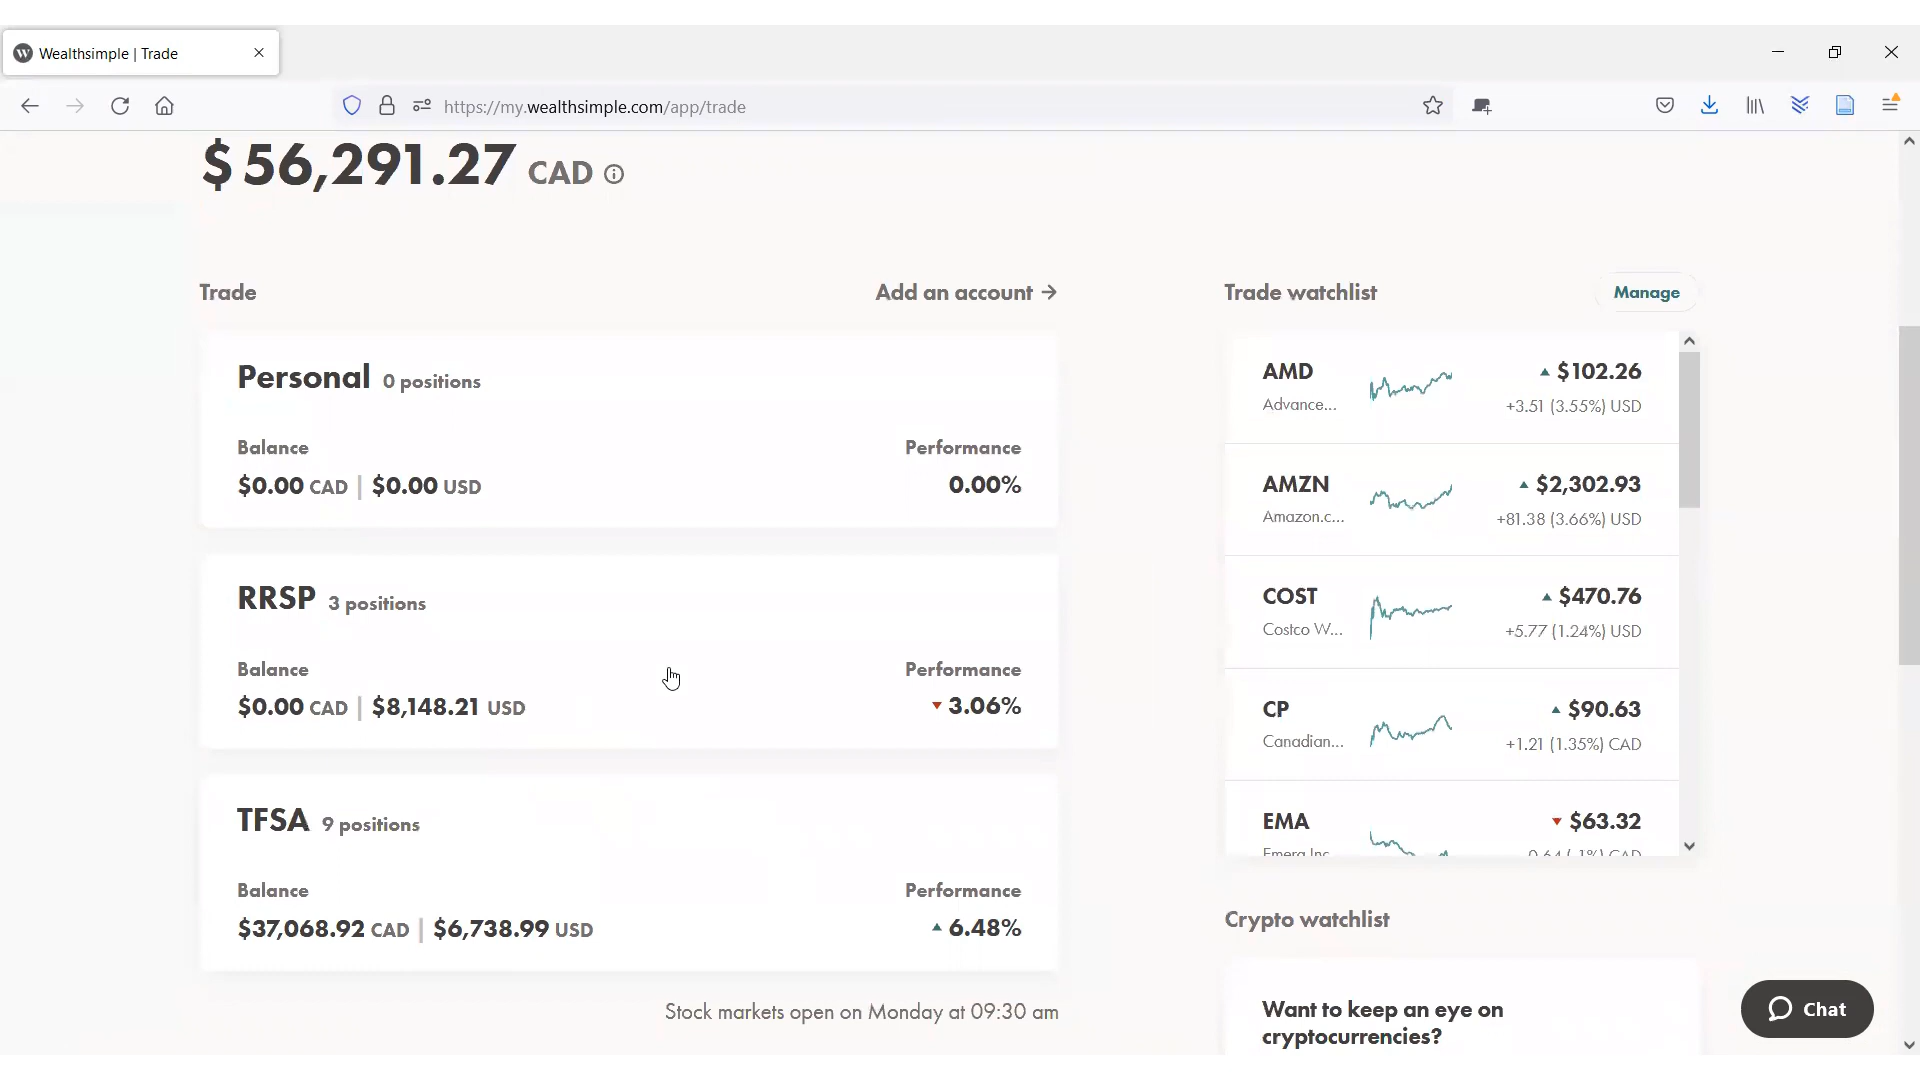 Wealthsimple | Trade
https://my.wealthsimple.com/app/trade
$56,291.27 CAD
Trade
Add an account →
Personal 0 positions
Balance
Performance
$0.00 CAD | $0.00 USD
0.00%
RRSP 3 positions
Balance
Performance
$0.00 CAD | $8,148.21 USD
▼ 3.06%
TFSA 9 positions
Balance
Performance
$37,068.92 CAD | $6,738.99 USD
▲ 6.48%
Stock markets open on Monday at 09:30 am
Trade watchlist
Manage
AMD
▲ $102.26
Advance...
+3.51 (3.55%) USD
AMZN
▲ $2,302.93
Amazon.c...
+81.38 (3.66%) USD
COST
▲ $470.76
Costco W...
+5.77 (1.24%) USD
CP
▲ $90.63
Canadian...
+1.21 (1.35%) CAD
EMA
▼ $63.32
Emera Inc
0.64 (-1%) CAD
Crypto watchlist
Want to keep an eye on
cryptocurrencies?
Chat